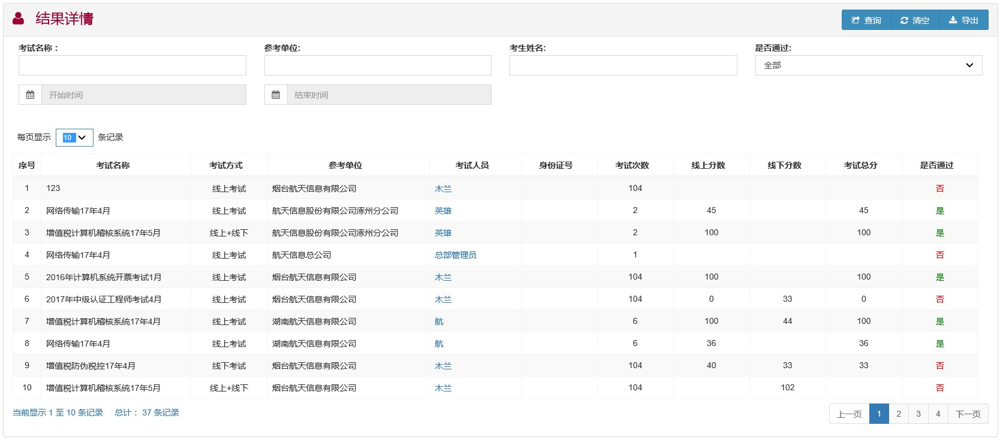 结果详情
查询 清空 导出
考试名称： 参考单位: 考生姓名: 是否通过:
全部
开始时间 结束时间
每页显示 10 条记录
序号 考试名称 考试方式 参考单位 考试人员 身份证号 考试次数 线上分数 线下分数 考试总分 是否通过
1 123 线上考试 烟台航天信息有限公司 木兰 104 否
2 网络传输17年4月 线上考试 航天信息股份有限公司涿州分公司 英雄 2 45 45 是
3 增值税计算机稽核系统17年5月 线上+线下 航天信息股份有限公司涿州分公司 英雄 2 100 100 是
4 网络传输17年4月 线上考试 航天信息总公司 总部管理员 1 否
5 2016年计算机系统开票考试1月 线上考试 烟台航天信息有限公司 木兰 104 100 100 是
6 2017年中级认证工程师考试4月 线上考试 烟台航天信息有限公司 木兰 104 0 33 0 否
7 增值税计算机稽核系统17年4月 线上考试 湖南航天信息有限公司 航 6 100 44 100 是
8 网络传输17年4月 线上考试 湖南航天信息有限公司 航 6 36 36 是
9 增值税防伪税控17年4月 线下考试 烟台航天信息有限公司 木兰 104 40 33 33 否
10 增值税计算机稽核系统17年5月 线上+线下 烟台航天信息有限公司 木兰 104 102 否
当前显示 1 至 10 条记录 总计： 37 条记录
上一页 1 2 3 4 下一页